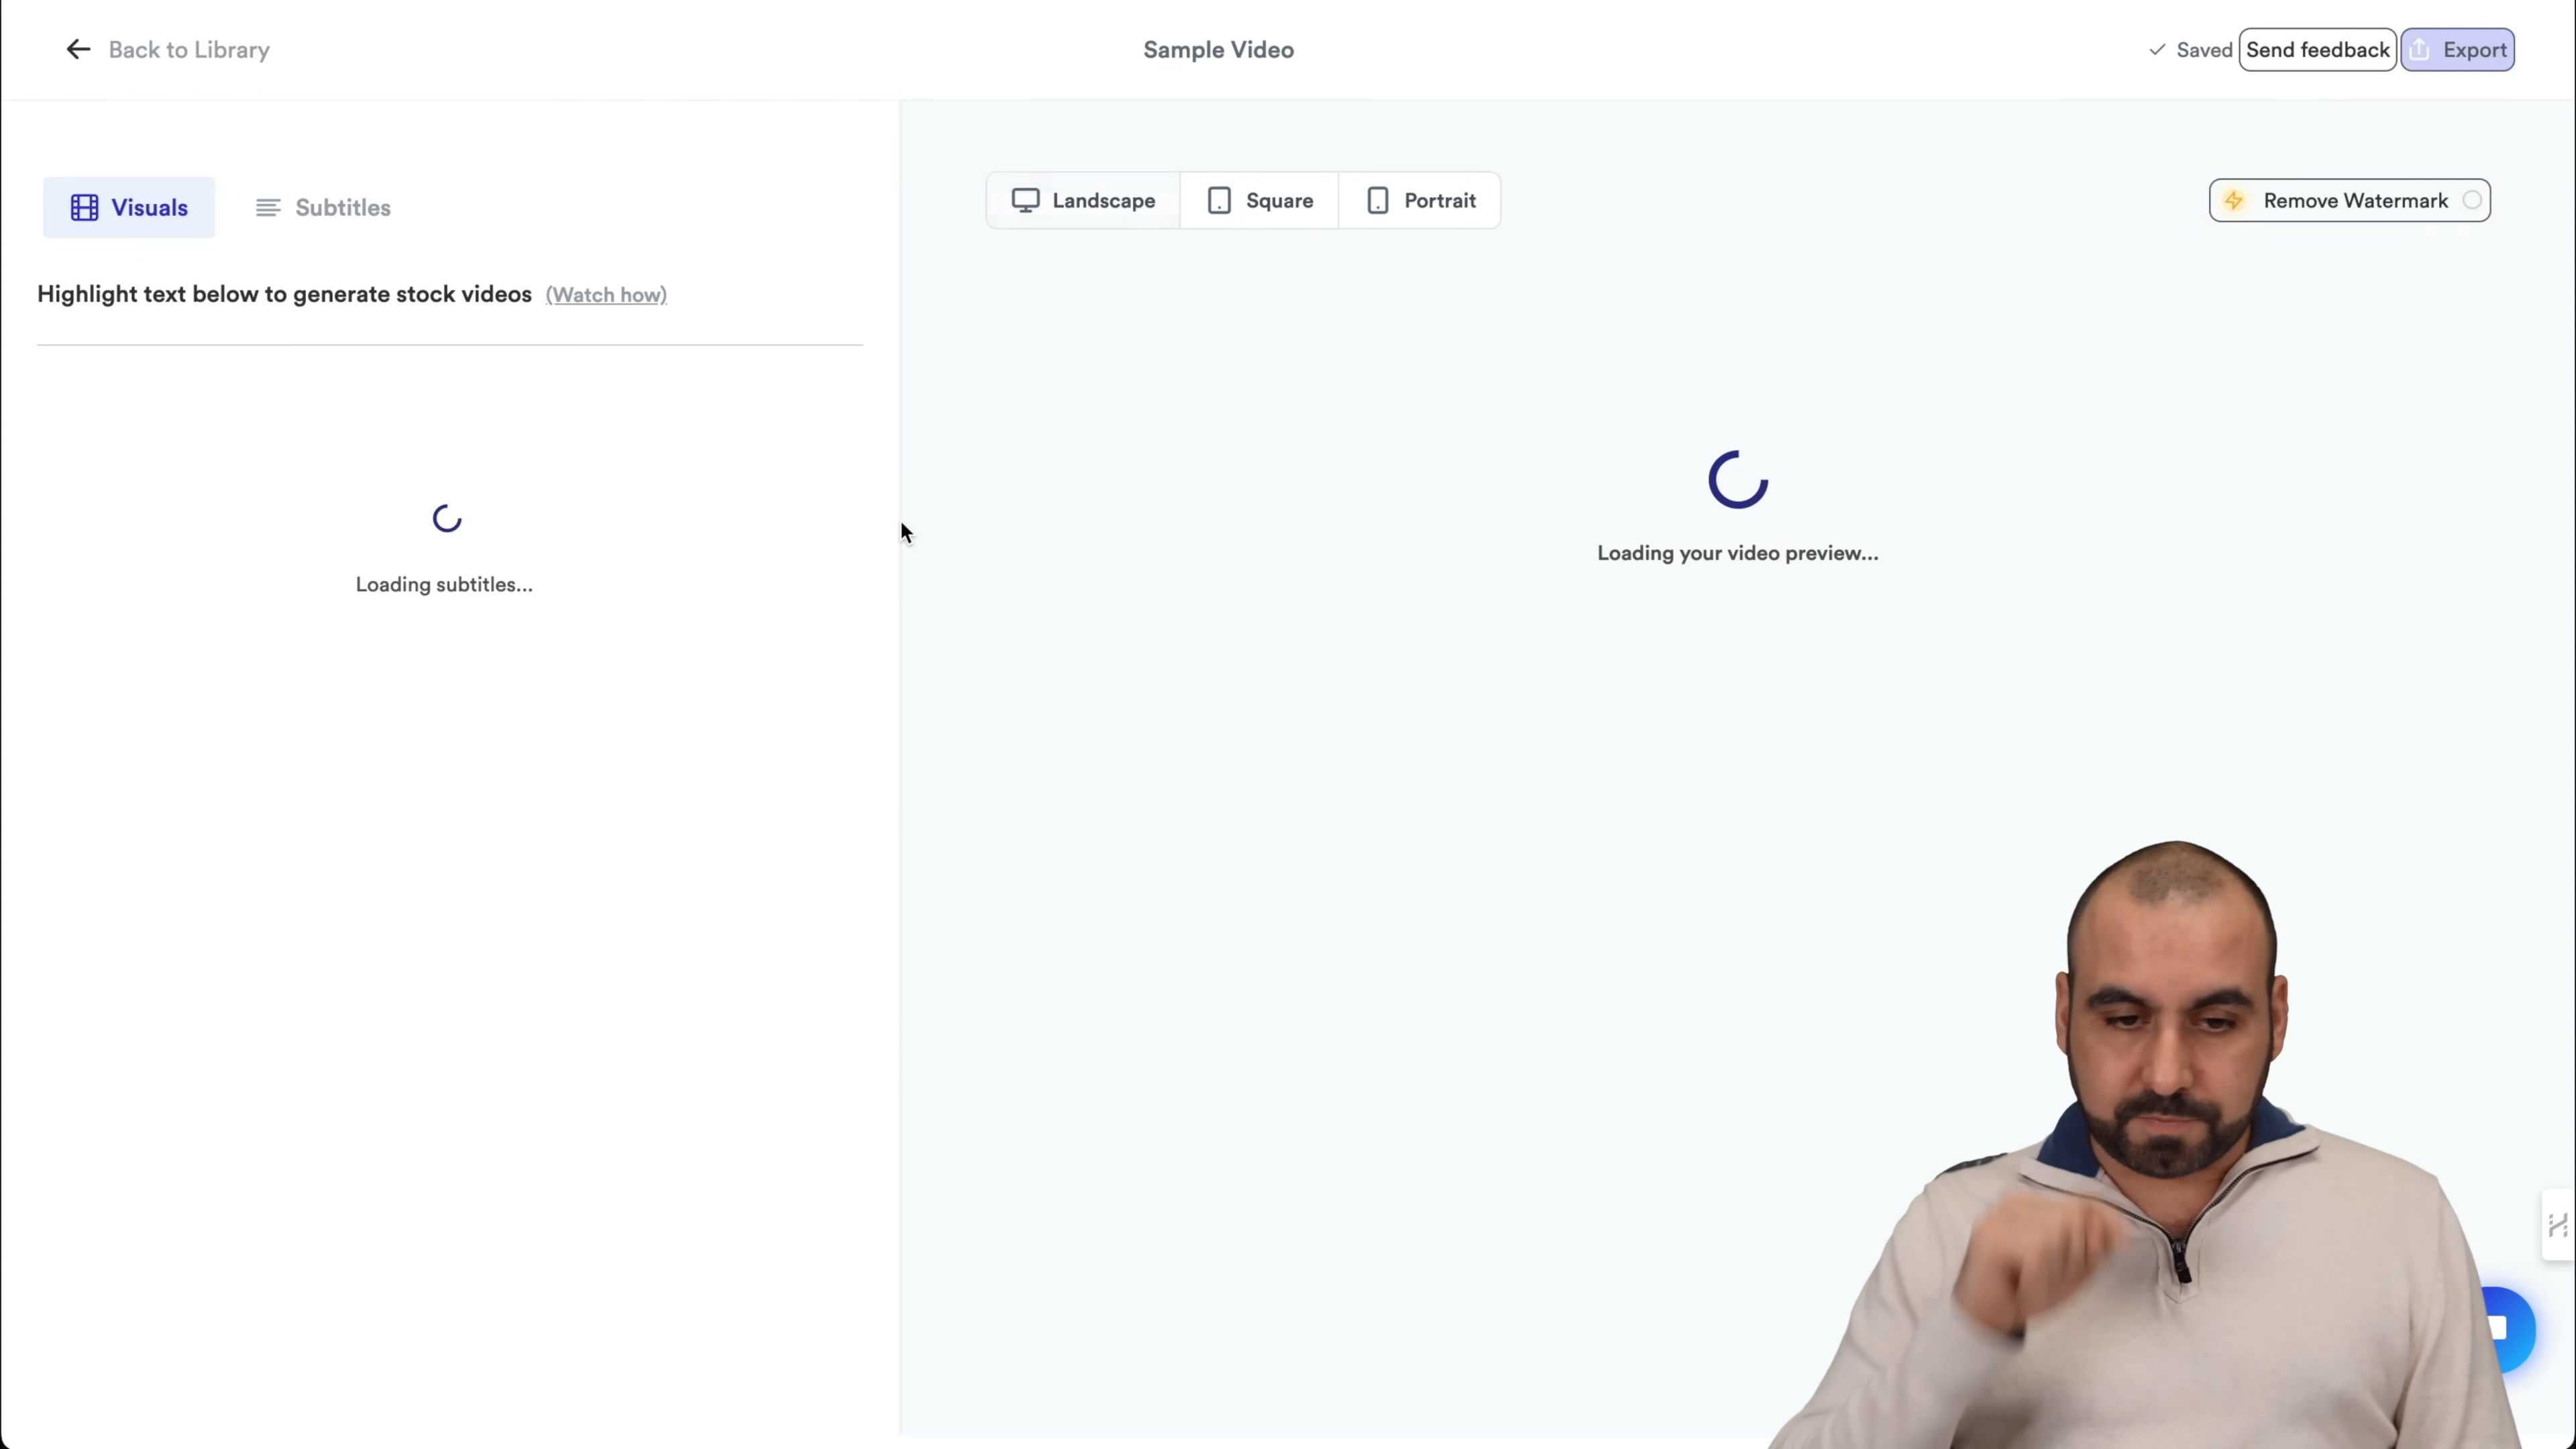 Back to Library
Sample Video
Saved
Send feedback
Export
Visuals
Subtitles
Landscape
Square
Portrait
Remove Watermark
Highlight text below to generate stock videos (Watch how)
Loading subtitles...
Loading your video preview...